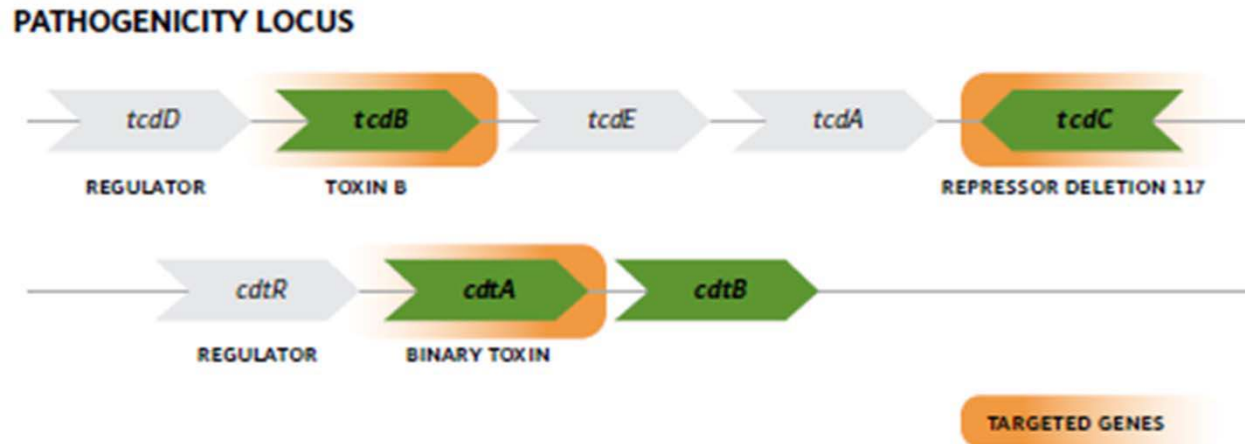 PATHOGENICITY LOCUS
tcdD tcdB tcdE tcdA tcdC
REGULATOR TOXIN B REPRESSOR DELETION 117
cdtR cdtA cdtB
REGULATOR BINARY TOXIN
TARGETED GENES